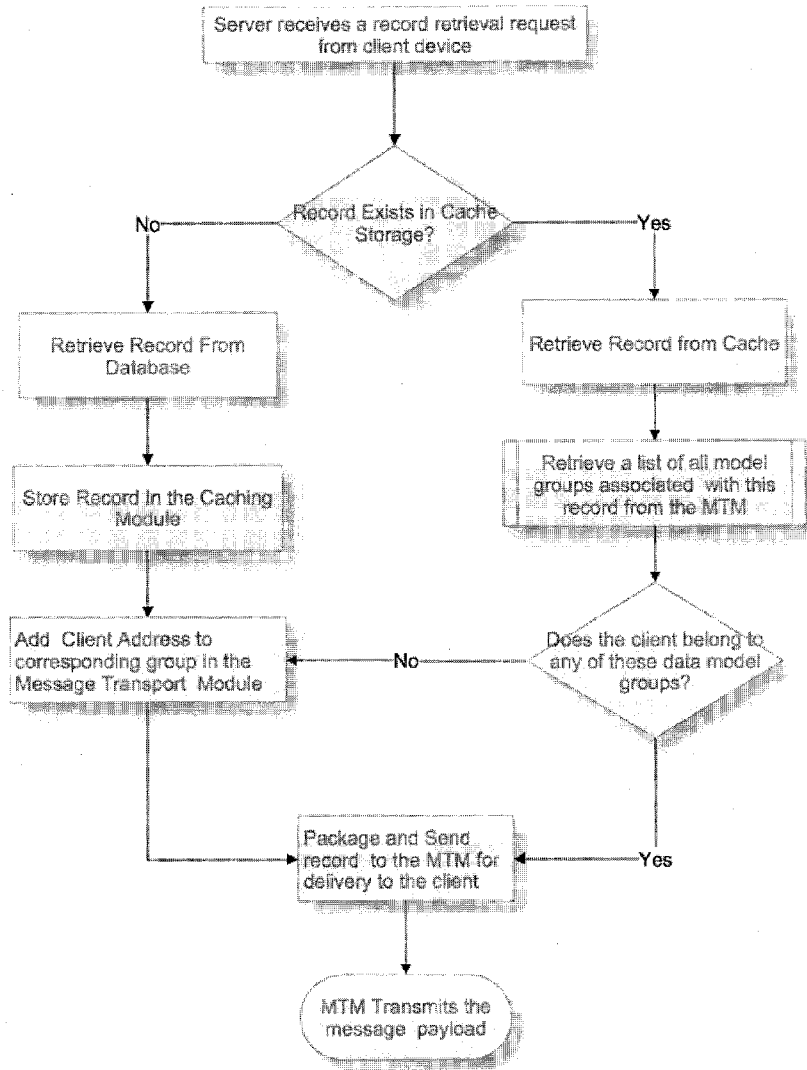 Server receives a record retrieval request
from client device
Record Exists in Cache
Storage?
No
Yes
Retrieve Record From
Database
Retrieve Record from Cache
Store Record in the Caching
Module
Retrieve a list of all model
groups associated with this
record from the MTM
Add Client Address to
corresponding group in the
Message Transport Module
No
Does the client belong to
any of these data model
groups?
Package and Send
record to the MTM for
delivery to the client
Yes
MTM Transmits the
message payload